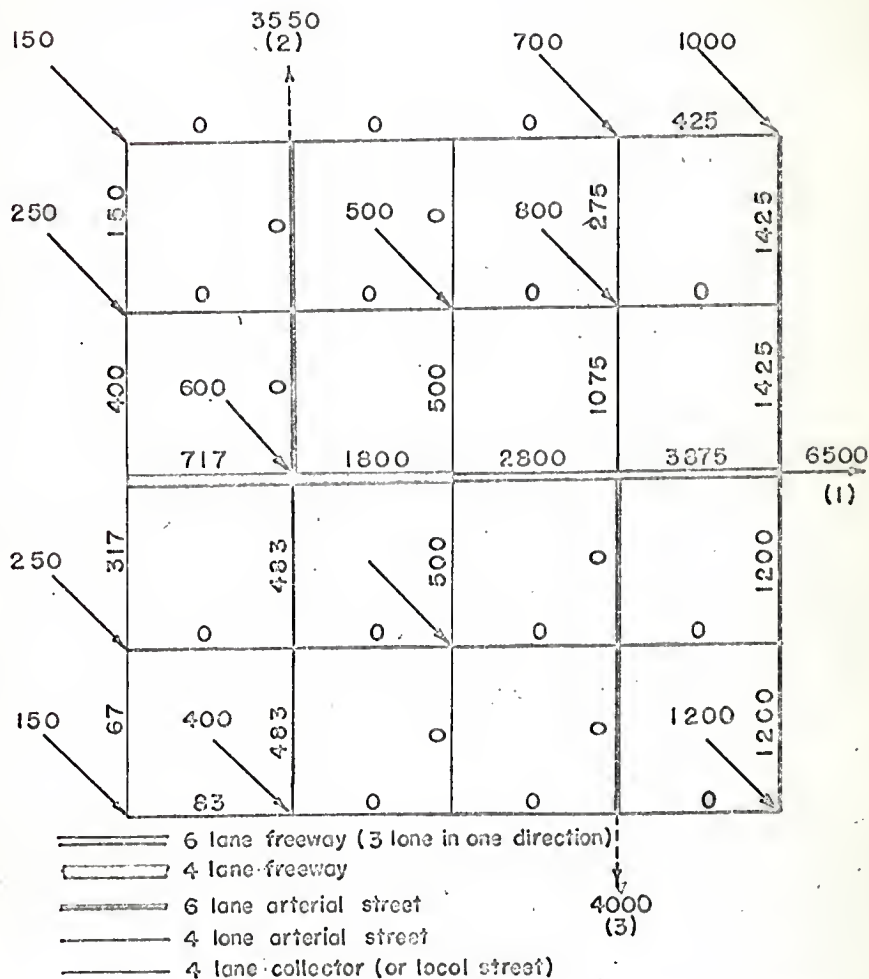 3550
150 (2) 700 1000
0 0 0 425
150 0 0 275 1425
250 500 800
0 0 0 0
400 0 500 1075 1425
600
717 1800 2800 3875 6500
(1)
317 483 500 0 1200
250
0 0 0 0
67 483 0 0 1200
150 400 1200
83 0 0 0
6 lane freeway (3 lane in one direction)
4 lane freeway
6 lane arterial street
4 lane arterial street
4 lane collector (or local street)
4000
(3)